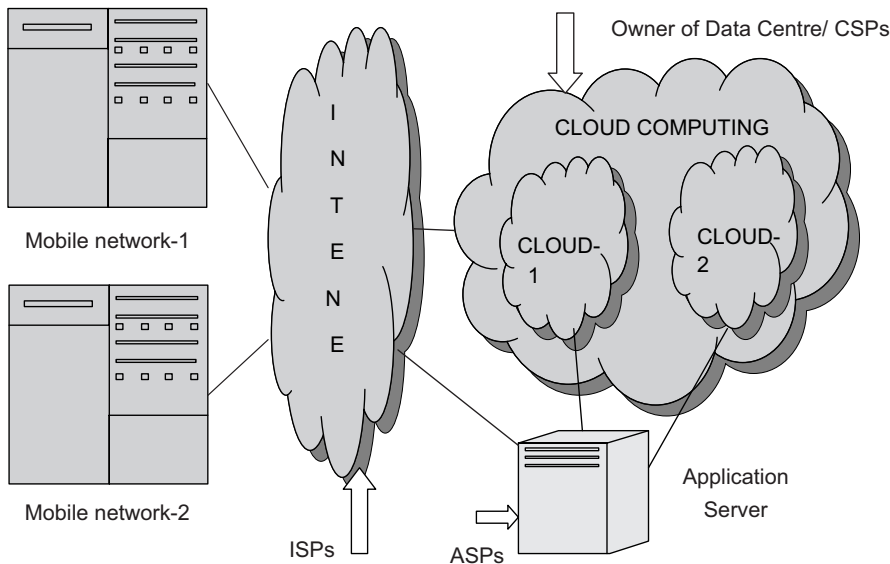 Owner of Data Centre/ CSPs
CLOUD COMPUTING
I
N
T
E
N
E
CLOUD-
1
CLOUD-
2
Mobile network-1
Mobile network-2
Application
Server
ISPs
ASPs